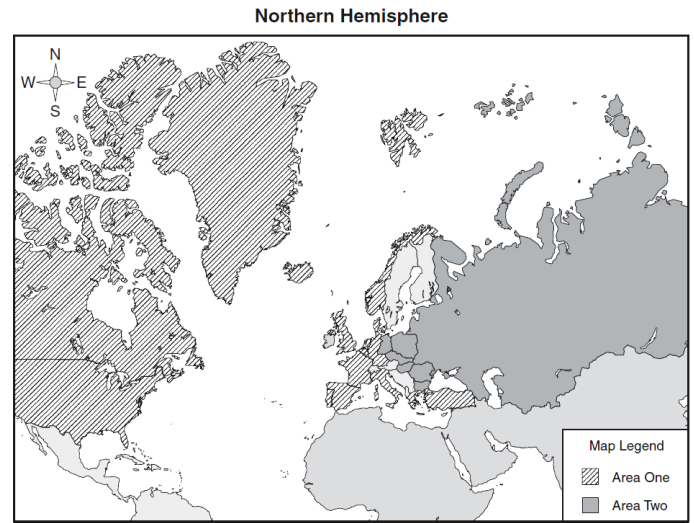 Northern Hemisphere
N
W E
S
Map Legend
Area One
Area Two